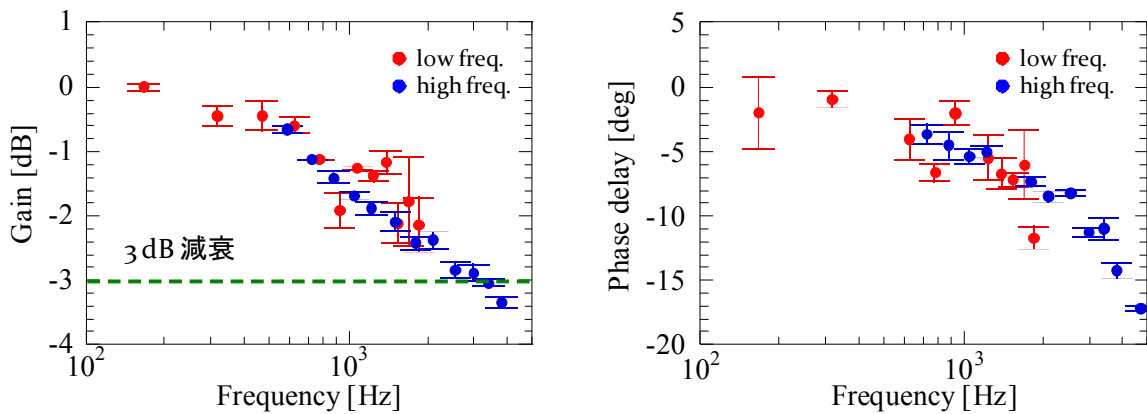 1
0
-1
-2
-3
-4
Gain [dB]
low freq.
high freq.
3 dB 減衰
10²
10³
Frequency [Hz]
5
0
-5
-10
-15
-20
Phase delay [deg]
low freq.
high freq.
10²
10³
Frequency [Hz]